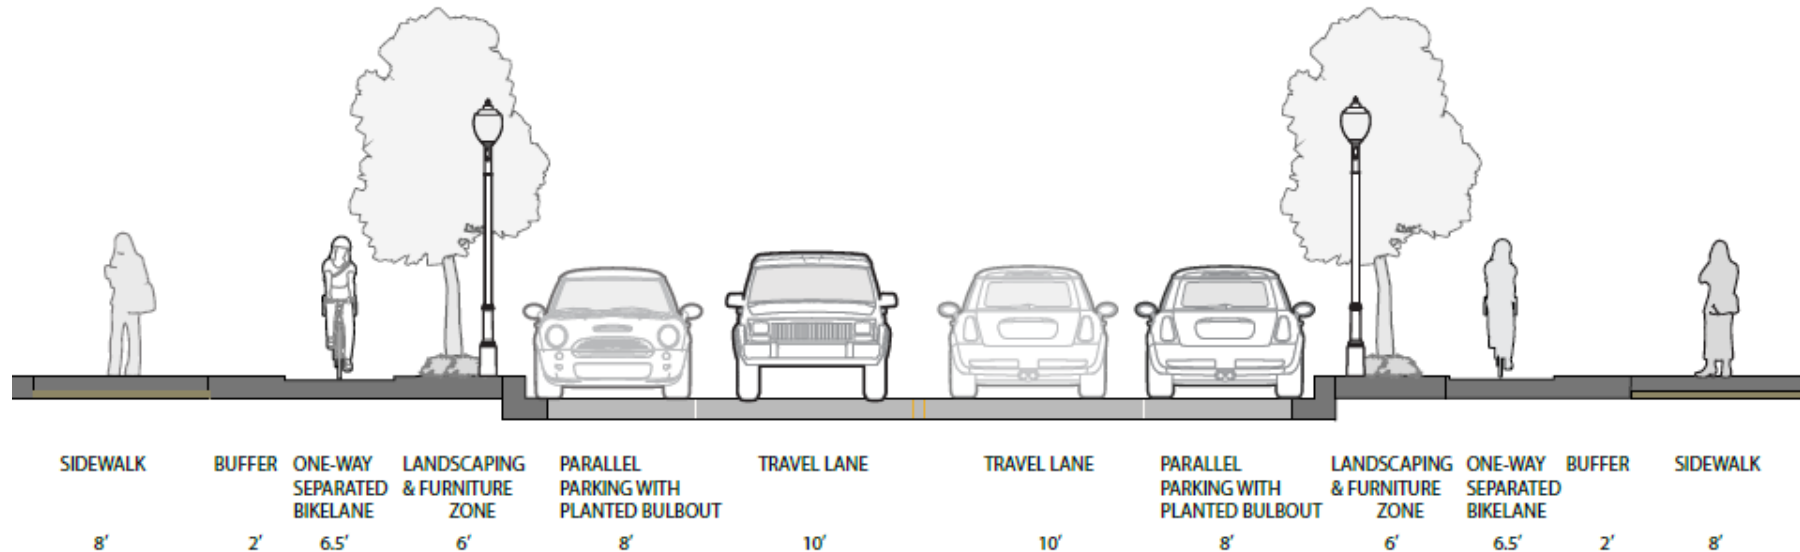 SIDEWALK
8′
BUFFER
2′
ONE-WAY
SEPARATED
BIKELANE
6.5′
LANDSCAPING
& FURNITURE
ZONE
6′
PARALLEL
PARKING WITH
PLANTED BULBOUT
8′
TRAVEL LANE
10′
TRAVEL LANE
10′
PARALLEL
PARKING WITH
PLANTED BULBOUT
8′
LANDSCAPING
& FURNITURE
ZONE
6′
ONE-WAY
SEPARATED
BIKELANE
6.5′
BUFFER
2′
SIDEWALK
8′